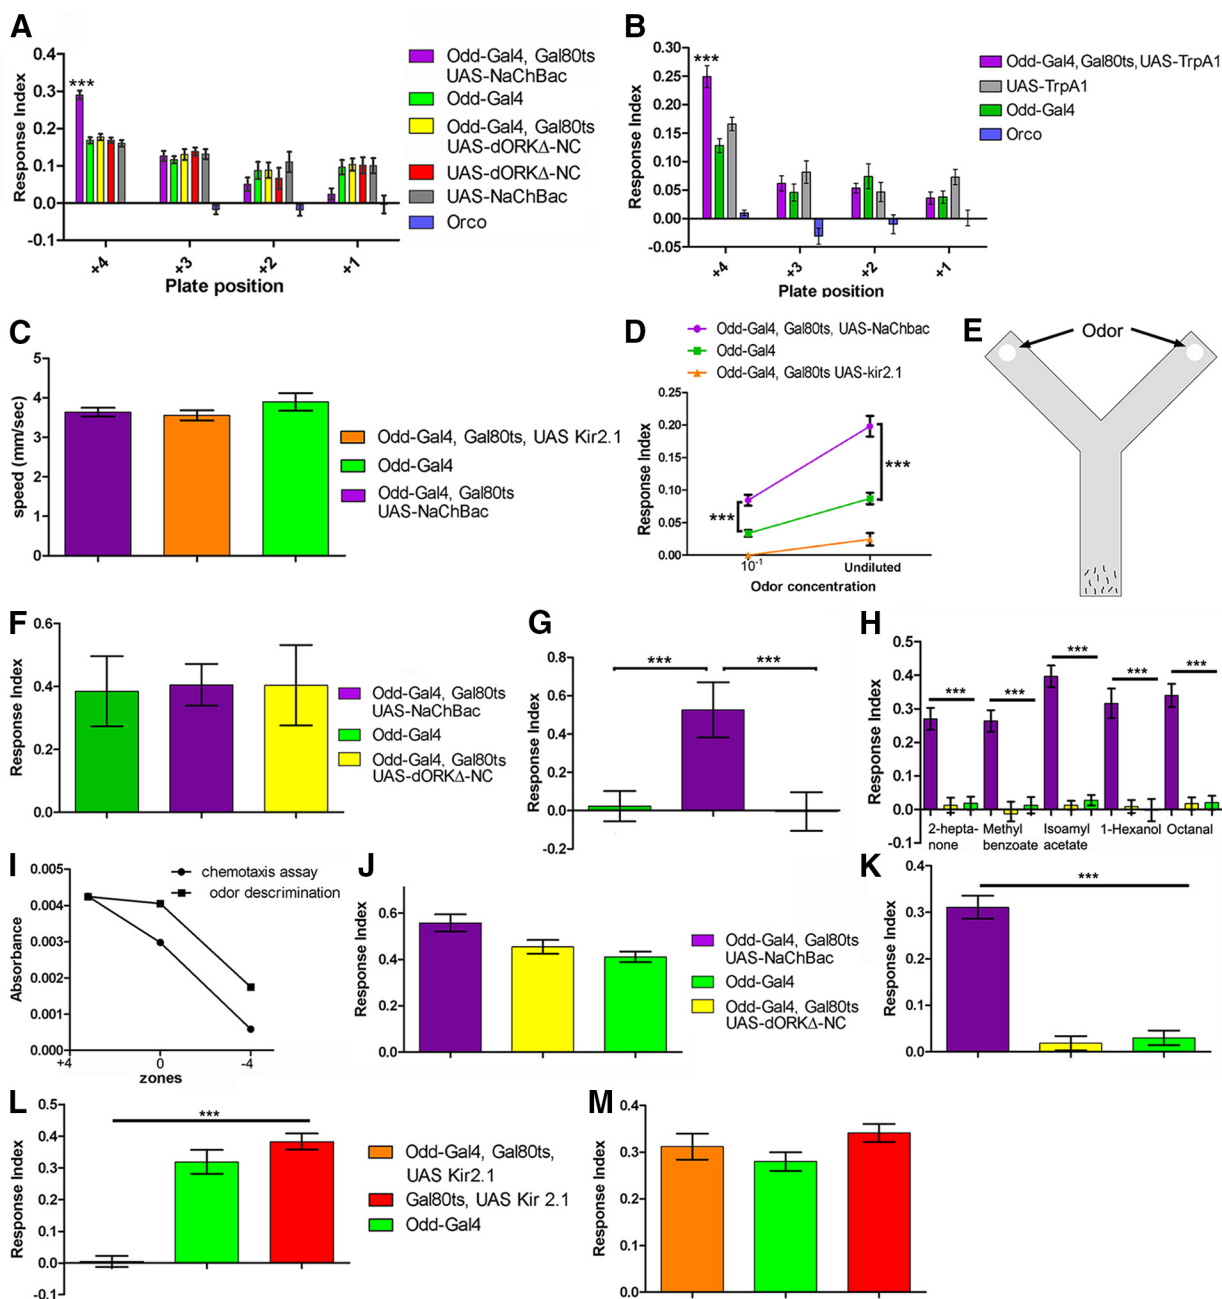 A
Response Index
0.4
0.3
0.2
0.1
0.0
-0.1
***
+4
+3
+2
+1
Plate position
Odd-Gal4, Gal80ts
UAS-NaChBac
Odd-Gal4
Odd-Gal4, Gal80ts
UAS-dORKΔ-NC
UAS-dORKΔ-NC
UAS-NaChBac
Orco
B
Response Index
0.30
0.25
0.20
0.15
0.10
0.05
0.00
-0.05
***
+4
+3
+2
+1
Plate position
Odd-Gal4, Gal80ts, UAS-TrpA1
UAS-TrpA1
Odd-Gal4
Orco
C
speed (mm/sec)
5
4
3
2
1
0
Odd-Gal4, Gal80ts, UAS Kir2.1
Odd-Gal4
Odd-Gal4, Gal80ts
UAS-NaChBac
D
Odd-Gal4, Gal80ts, UAS-NaChbac
Odd-Gal4
Odd-Gal4, Gal80ts UAS-kir2.1
Response Index
0.25
0.20
0.15
0.10
0.05
0.00
***
***
10-1
Undiluted
Odor concentration
E
Odor
F
Response Index
0.6
0.4
0.2
0.0
Odd-Gal4, Gal80ts
UAS-NaChBac
Odd-Gal4
Odd-Gal4, Gal80ts
UAS-dORKΔ-NC
G
Response Index
0.8
0.6
0.4
0.2
0.0
-0.2
***
***
H
Response Index
0.5
0.4
0.3
0.2
0.1
0.0
-0.1
***
***
***
***
***
2-hepta-
none
Methyl
benzoate
Isoamyl
acetate
1-Hexanol
Octanal
I
Absorbance
0.005
0.004
0.003
0.002
0.001
0.000
+4
0
-4
zones
chemotaxis assay
odor descrimination
J
Response Index
0.6
0.4
0.2
0.0
Odd-Gal4, Gal80ts
UAS-NaChBac
Odd-Gal4
Odd-Gal4, Gal80ts
UAS-dORKΔ-NC
K
Response Index
0.4
0.3
0.2
0.1
0.0
***
L
Response Index
0.5
0.4
0.3
0.2
0.1
0.0
-0.1
***
Odd-Gal4, Gal80ts,
UAS Kir2.1
Gal80ts, UAS Kir 2.1
Odd-Gal4
M
Response Index
0.4
0.3
0.2
0.1
0.0